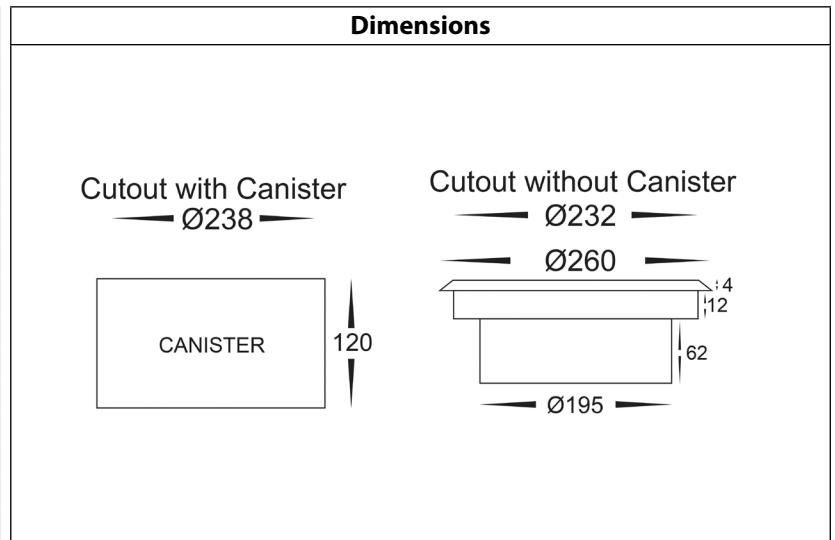 Dimensions
Cutout with Canister
Ø238
CANISTER
120
Cutout without Canister
Ø232
Ø260
4
12
62
Ø195